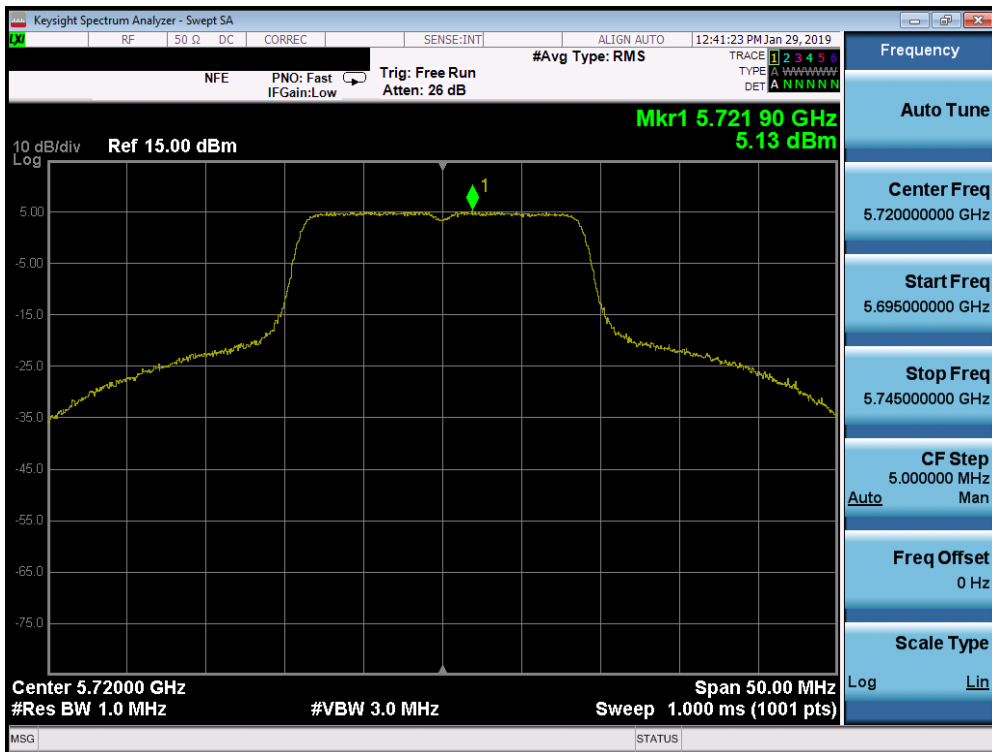 Keysight Spectrum Analyzer - Swept SA
LXI RF 50 Ω DC CORREC SENSE:INT ALIGN AUTO 12:41:23 PM Jan 29, 2019
NFE PNO: Fast Trig: Free Run #Avg Type: RMS TRACE 1 2 3 4 5 6
IFGain:Low Atten: 26 dB TYPE A WWWWW
DET A N N N N N
Mkr1 5.721 90 GHz
5.13 dBm
10 dB/div Ref 15.00 dBm
Log
1
5.00
-5.00
-15.0
-25.0
-35.0
-45.0
-55.0
-65.0
-75.0
Center 5.72000 GHz Span 50.00 MHz
#Res BW 1.0 MHz #VBW 3.0 MHz Sweep 1.000 ms (1001 pts)
MSG STATUS
Frequency
Auto Tune
Center Freq
5.720000000 GHz
Start Freq
5.695000000 GHz
Stop Freq
5.745000000 GHz
CF Step
5.000000 MHz
Auto Man
Freq Offset
0 Hz
Scale Type
Log Lin